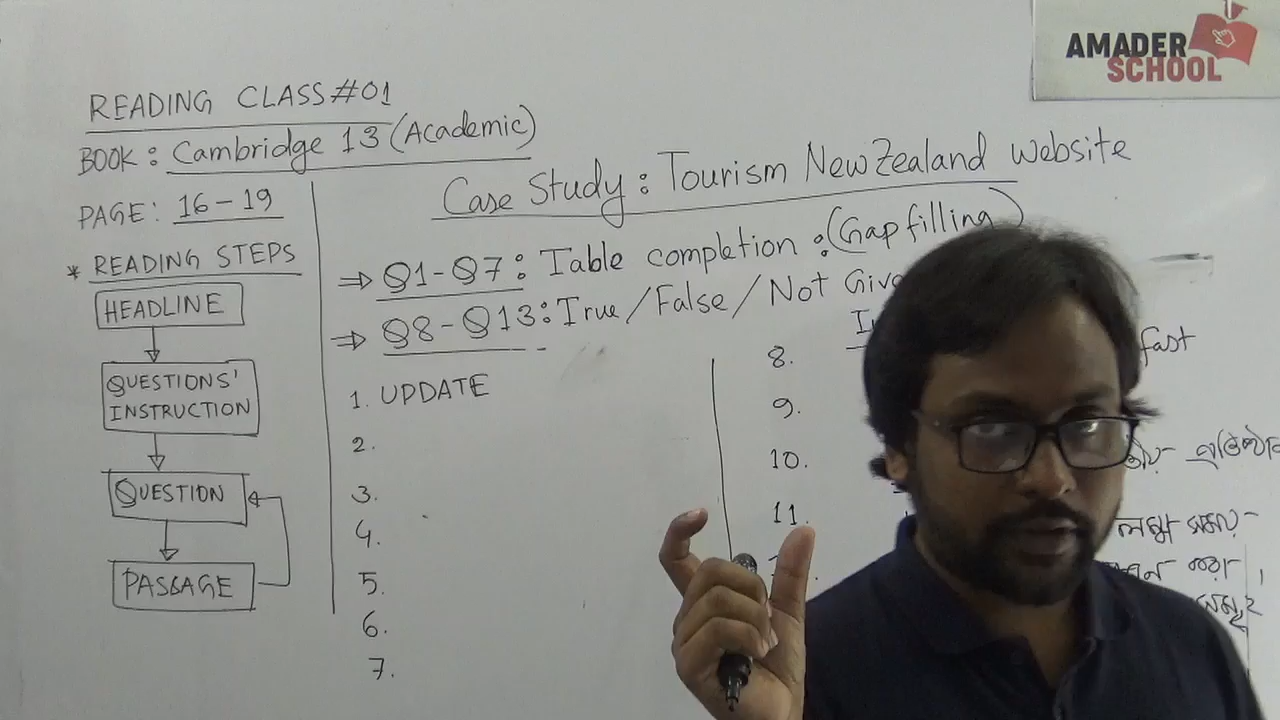 AMADER
SCHOOL
READING CLASS#01
BOOK: Cambridge 13 (Academic)
PAGE: 16-19
* READING STEPS
HEADLINE
QUESTIONS'
INSTRUCTION
QUESTION
PASSAGE
Case Study: Tourism New Zealand Website
⇒ Q1-Q7: Table completion: (Gap filling)
⇒ Q8-Q13: True/False/Not Give
1. UPDATE
2.
3.
4.
5.
6.
7.
8.
9.
10.
11.
fast